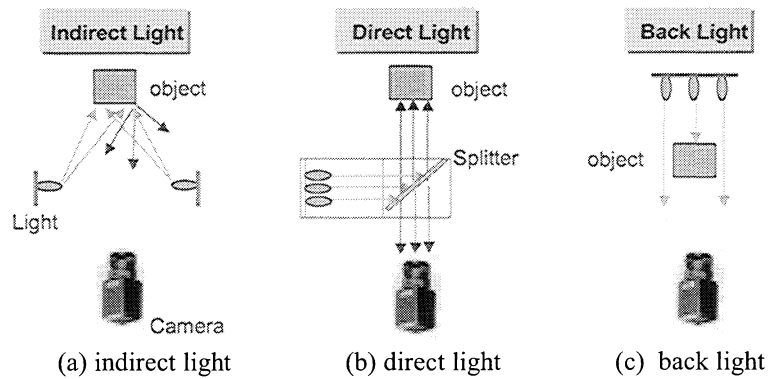 Indirect Light
object
Light
Camera
(a) indirect light
Direct Light
object
Splitter
(b) direct light
Back Light
object
(c) back light